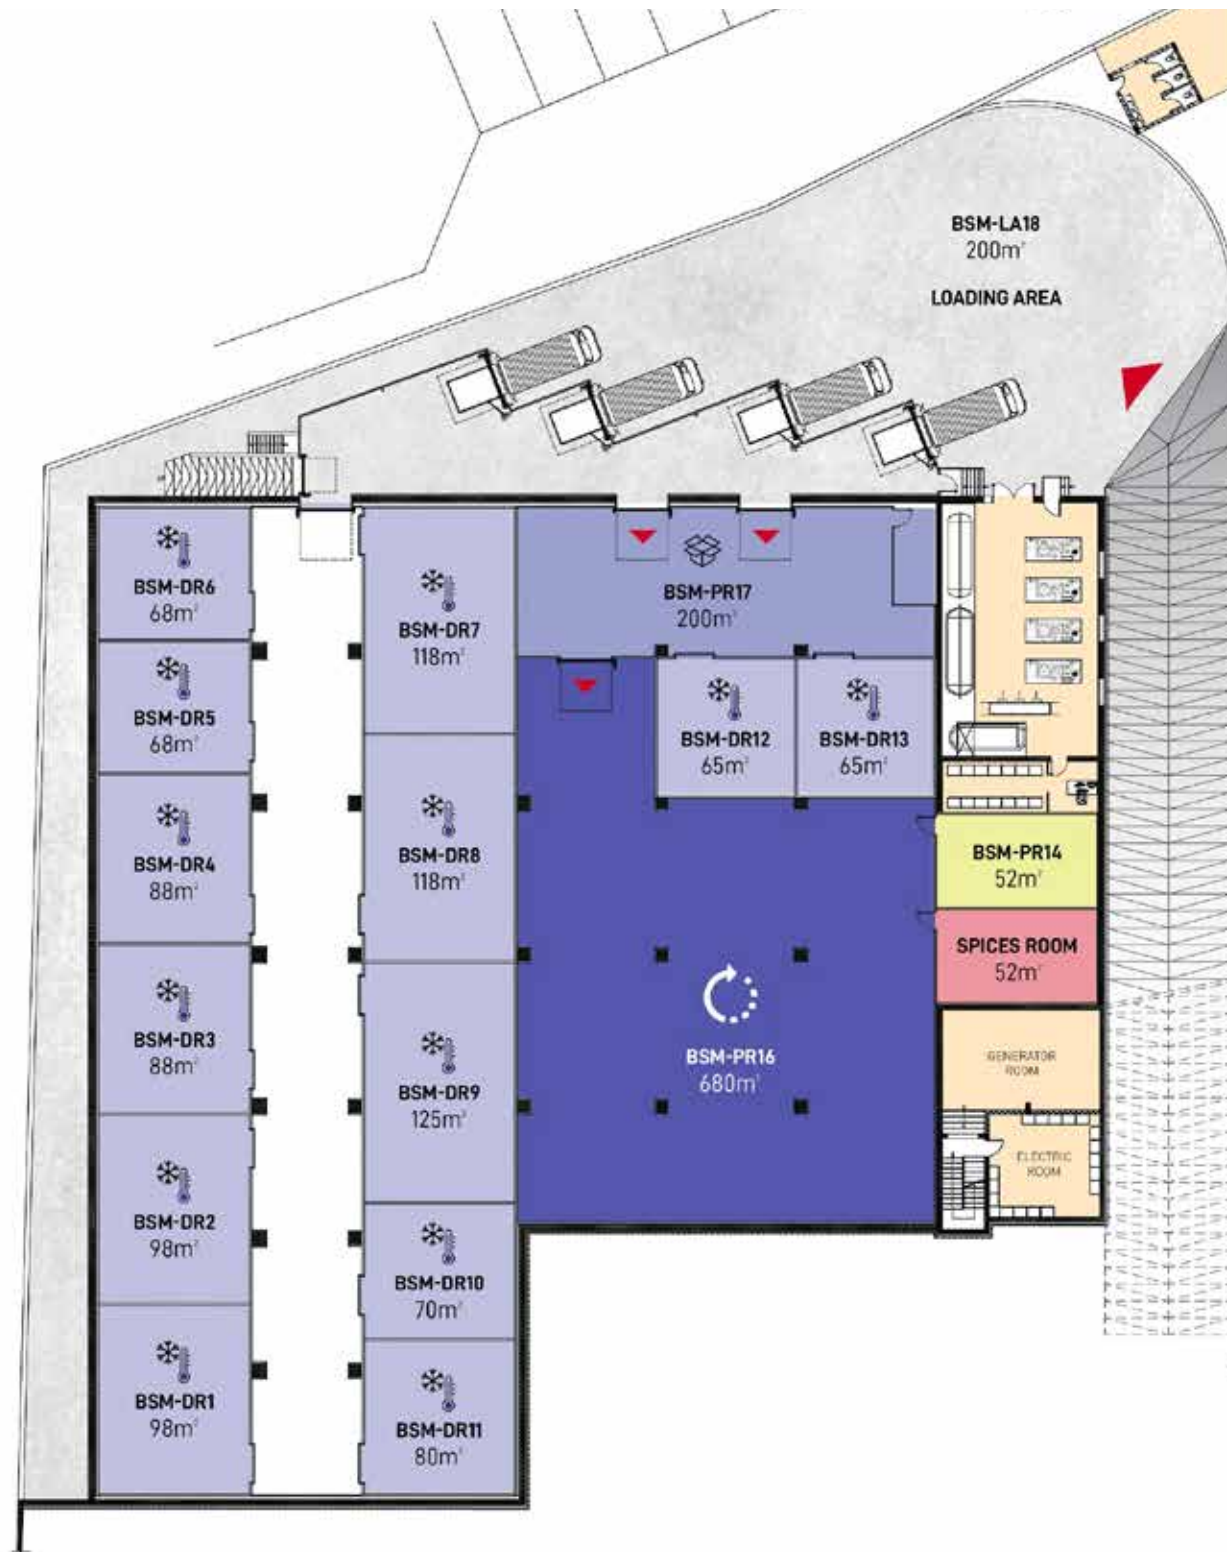 BSM-LA18
200m²
LOADING AREA
BSM-DR6
68m²
BSM-DR5
68m²
BSM-DR4
88m²
BSM-DR3
88m²
BSM-DR2
98m²
BSM-DR1
98m²
BSM-DR7
118m²
BSM-DR8
118m²
BSM-DR9
125m²
BSM-DR10
70m²
BSM-DR11
80m²
BSM-PR17
200m²
BSM-DR12
65m²
BSM-DR13
65m²
BSM-PR16
680m²
BSM-PR14
52m²
SPICES ROOM
52m²
GENERATOR
ROOM
ELECTRIC
ROOM